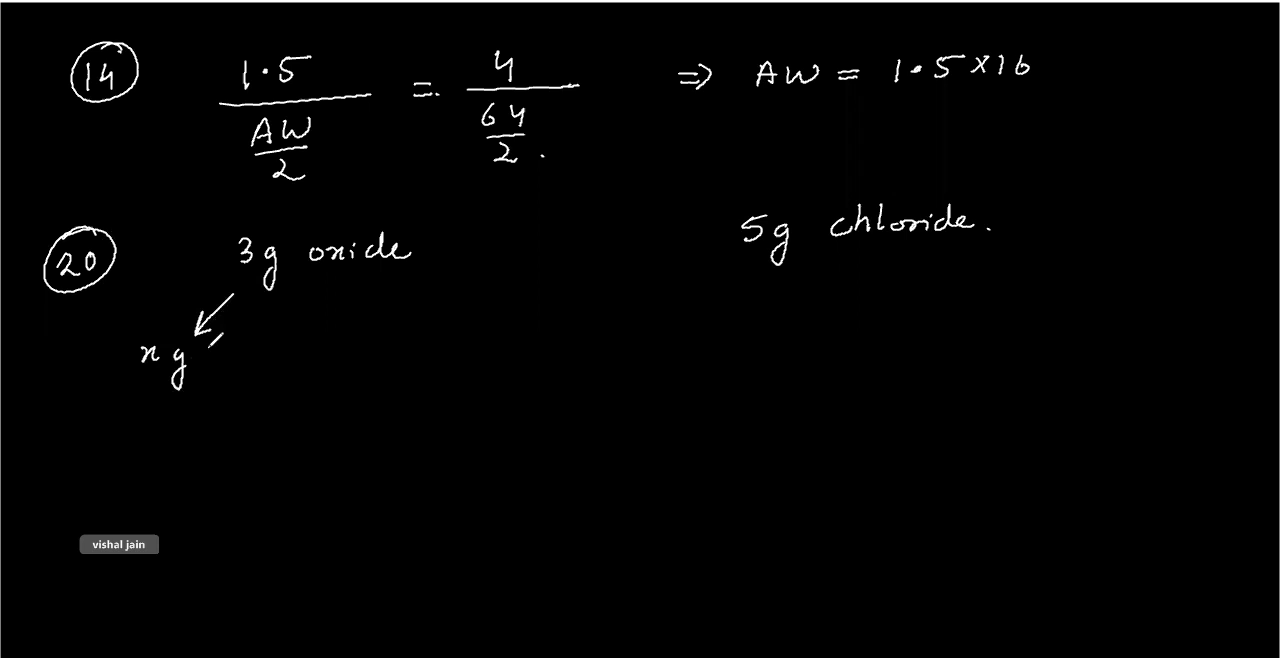 14 1.5/(AW/2) = 4/(64/2) ⇒ AW = 1.5×16
20 3g oxide 5g chloride.
x g
vishal jain